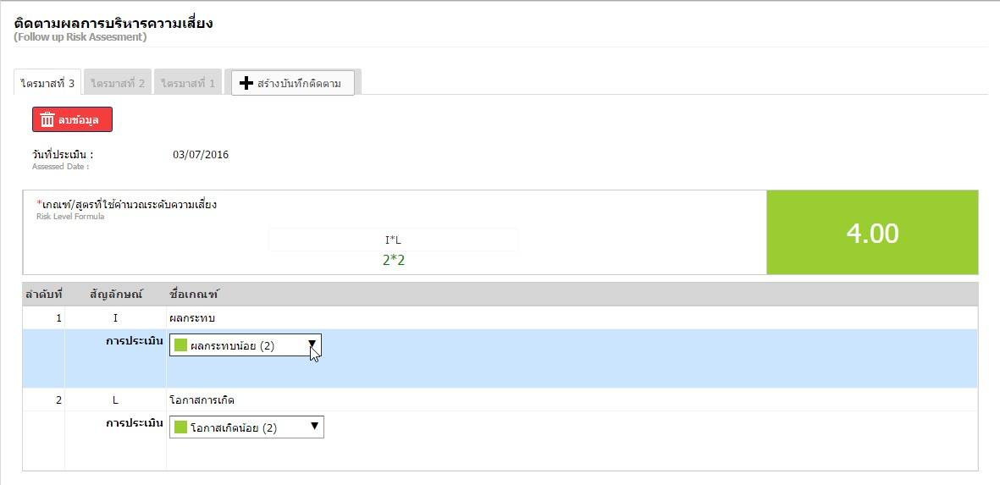 ติดตามผลการบริหารความเสี่ยง
(Follow up Risk Assesment)
ไตรมาสที่ 3 ไตรมาสที่ 2 ไตรมาสที่ 1 สร้างบันทึกติดตาม
ลบข้อมูล
วันที่ประเมิน : 03/07/2016
Assessed Date :
*เกณฑ์/สูตรที่ใช้คำนวณระดับความเสี่ยง
Risk Level Formula
I*L
2*2
4.00
ลำดับที่ สัญลักษณ์ ชื่อเกณฑ์
1 I ผลกระทบ
การประเมิน ผลกระทบน้อย (2)
2 L โอกาสการเกิด
การประเมิน โอกาสเกิดน้อย (2)